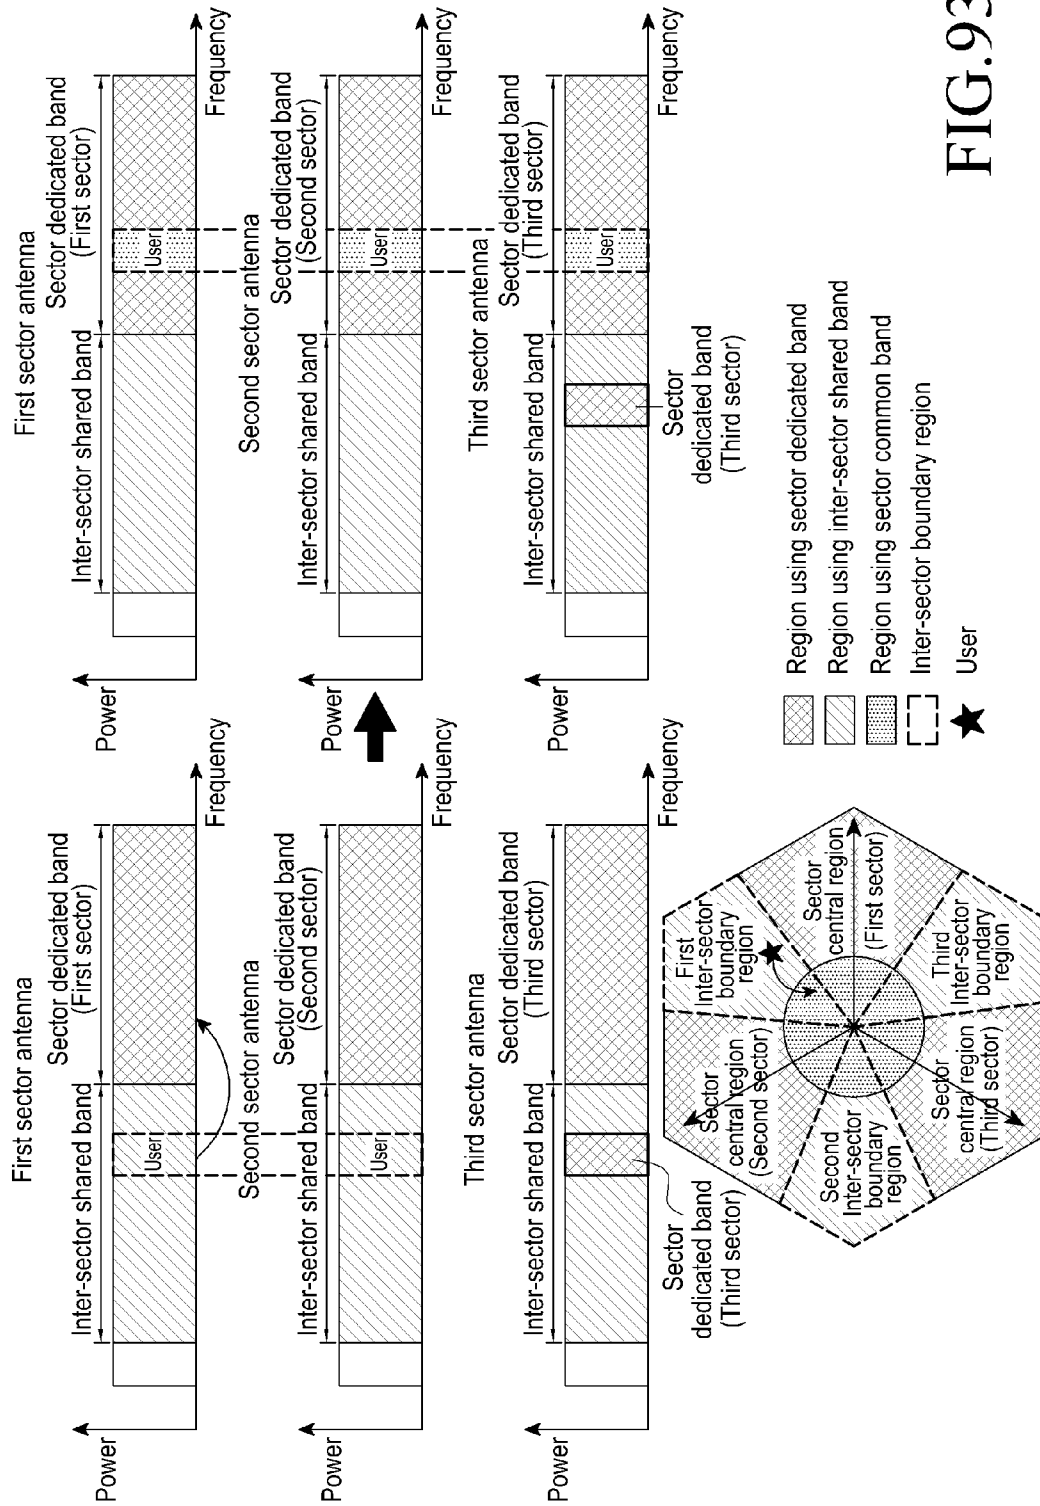 First sector antenna
Sector dedicated band
(First sector)
Inter-sector shared band
Power
User
Frequency
Second sector antenna
Sector dedicated band
(Second sector)
Inter-sector shared band
Power
User
Frequency
Third sector antenna
Sector dedicated band
(Third sector)
Inter-sector shared band
Power
Frequency
Sector
dedicated band
(Third sector)
First sector antenna
Sector dedicated band
(First sector)
Inter-sector shared band
Power
User
Frequency
Second sector antenna
Sector dedicated band
(Second sector)
Inter-sector shared band
Power
User
Frequency
Third sector antenna
Sector dedicated band
(Third sector)
Inter-sector shared band
Power
User
Frequency
Sector
dedicated band
(Third sector)
First
Inter-sector
boundary
region
Sector
central region
(First sector)
Sector
central region
(Second sector)
Third
Inter-sector
boundary
region
Second
Inter-sector
boundary
region
Sector
central region
(Third sector)
Region using sector dedicated band
Region using inter-sector shared band
Region using sector common band
Inter-sector boundary region
User
FIG.93